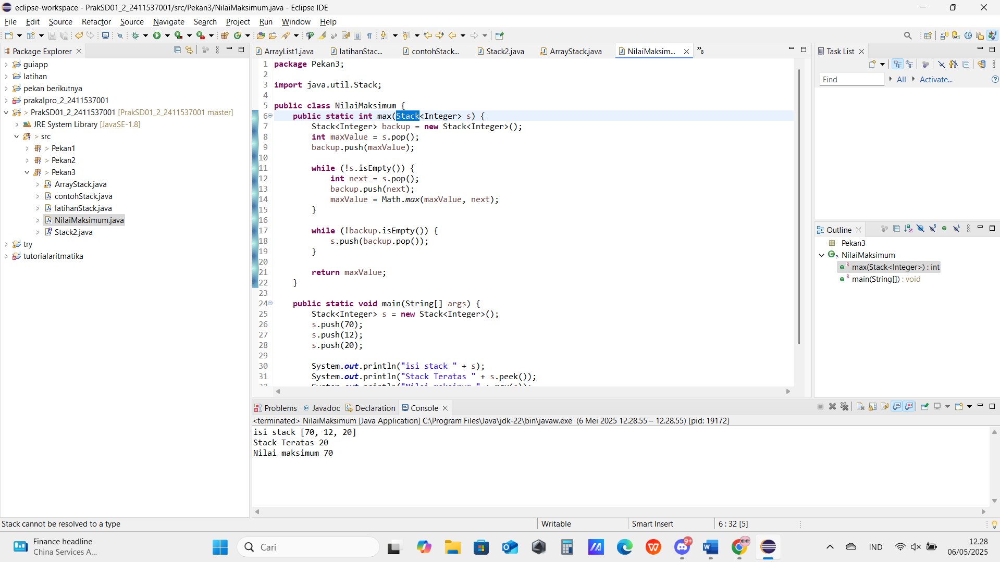 eclipse-workspace - PrakSD01_2_2411537001/src/Pekan3/NilaiMaksimum.java - Eclipse IDE
File Edit Source Refactor Source Navigate Search Project Run Window Help
Package Explorer
guiapp
latihan
pekan berikutnya
prakalpro_2_2411537001
> PrakSD01_2_2411537001 [PrakSD01_2_2411537001 master]
JRE System Library [JavaSE-1.8]
> src
> Pekan1
> Pekan2
> Pekan3
ArrayStack.java
contohStack.java
latihanStack.java
NilaiMaksimum.java
Stack2.java
try
tutorialaritmatika
ArrayList1.java latihanStac... contohStack... Stack2.java ArrayStack.java NilaiMaksim... »8
1 package Pekan3;
2
3 import java.util.Stack;
4
5 public class NilaiMaksimum {
6 public static int max(Stack<Integer> s) {
7 Stack<Integer> backup = new Stack<Integer>();
8 int maxValue = s.pop();
9 backup.push(maxValue);
10
11 while (!s.isEmpty()) {
12 int next = s.pop();
13 backup.push(next);
14 maxValue = Math.max(maxValue, next);
15 }
16
17 while (!backup.isEmpty()) {
18 s.push(backup.pop());
19 }
20
21 return maxValue;
22 }
23
24 public static void main(String[] args) {
25 Stack<Integer> s = new Stack<Integer>();
26 s.push(70);
27 s.push(12);
28 s.push(20);
29
30 System.out.println("isi stack " + s);
31 System.out.println("Stack Teratas " + s.peek());
32 System.out.println("Nilai maksimum " + max(s));
Task List
Find All Activate...
Outline
Pekan3
NilaiMaksimum
max(Stack<Integer>) : int
main(String[]) : void
Problems @ Javadoc Declaration Console
<terminated> NilaiMaksimum [Java Application] C:\Program Files\Java\jdk-22\bin\javaw.exe (6 Mei 2025 12.28.55 – 12.28.55) [pid: 19172]
isi stack [70, 12, 20]
Stack Teratas 20
Nilai maksimum 70
Stack cannot be resolved to a type
Writable
Smart Insert
6 : 32 [5]
Finance headline
China Services A...
Cari
9+
IND
12.28
06/05/2025